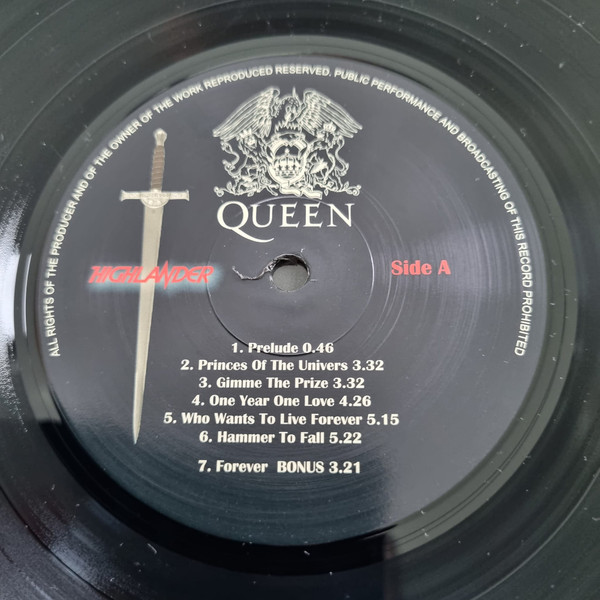 ALL RIGHTS OF THE PRODUCER AND OF THE OWNER OF THE WORK REPRODUCED RESERVED. PUBLIC PERFORMANCE AND BROADCASTING OF THIS RECORD PROHIBITED
QUEEN
HIGHLANDER
Side A
1. Prelude 0.46
2. Princes Of The Univers 3.32
3. Gimme The Prize 3.32
4. One Year One Love 4.26
5. Who Wants To Live Forever 5.15
6. Hammer To Fall 5.22
7. Forever BONUS 3.21